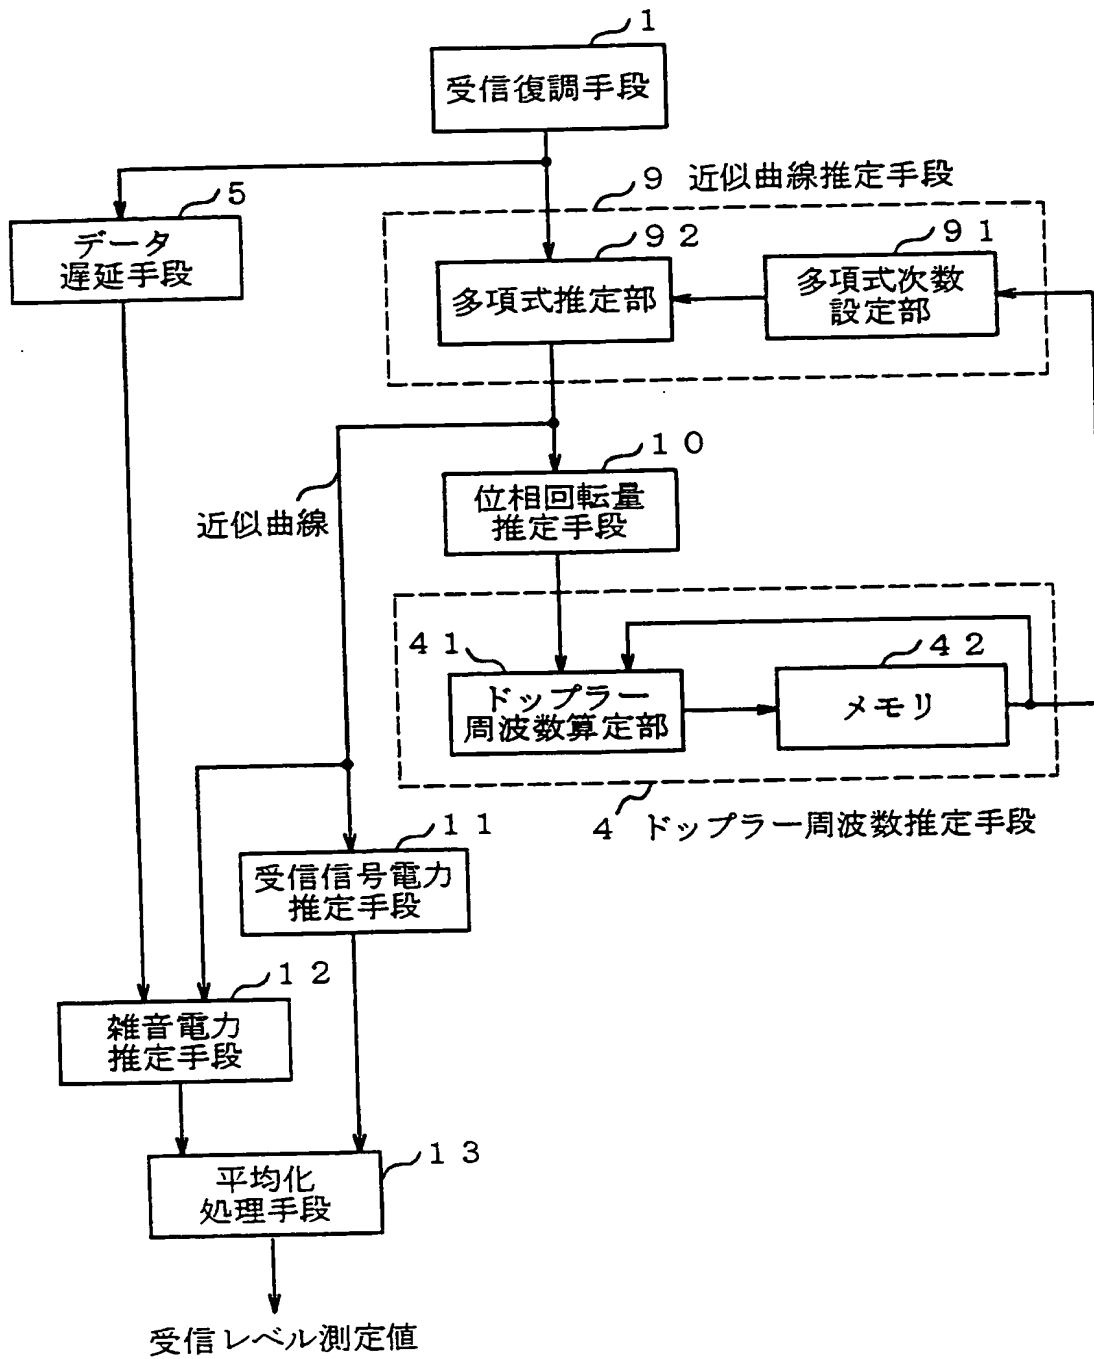 1
受信復調手段
9 近似曲線推定手段
5
データ
遅延手段
92
多項式推定部
91
多項式次数
設定部
10
位相回転量
推定手段
近似曲線
41
ドップラー
周波数算定部
42
メモリ
4 ドップラー周波数推定手段
11
受信信号電力
推定手段
12
雑音電力
推定手段
13
平均化
処理手段
受信レベル測定値